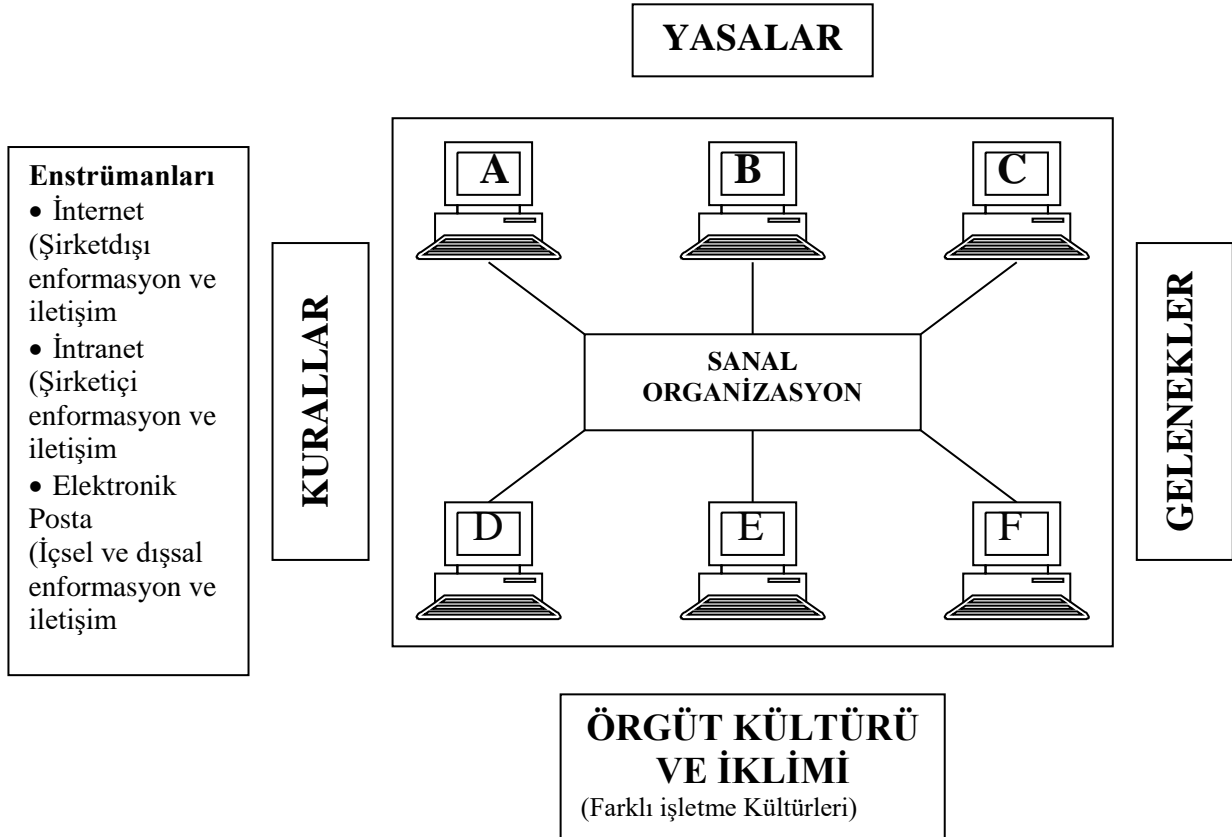 YASALAR
Enstrümanları
• İnternet
(Şirketdışı
enformasyon ve
iletişim
• İntranet
(Şirketiçi
enformasyon ve
iletişim
• Elektronik
Posta
(İçsel ve dışsal
enformasyon ve
iletişim
KURALLAR
A
B
C
SANAL
ORGANİZASYON
D
E
F
GELENEKLER
ÖRGÜT KÜLTÜRÜ
VE İKLİMİ
(Farklı işletme Kültürleri)